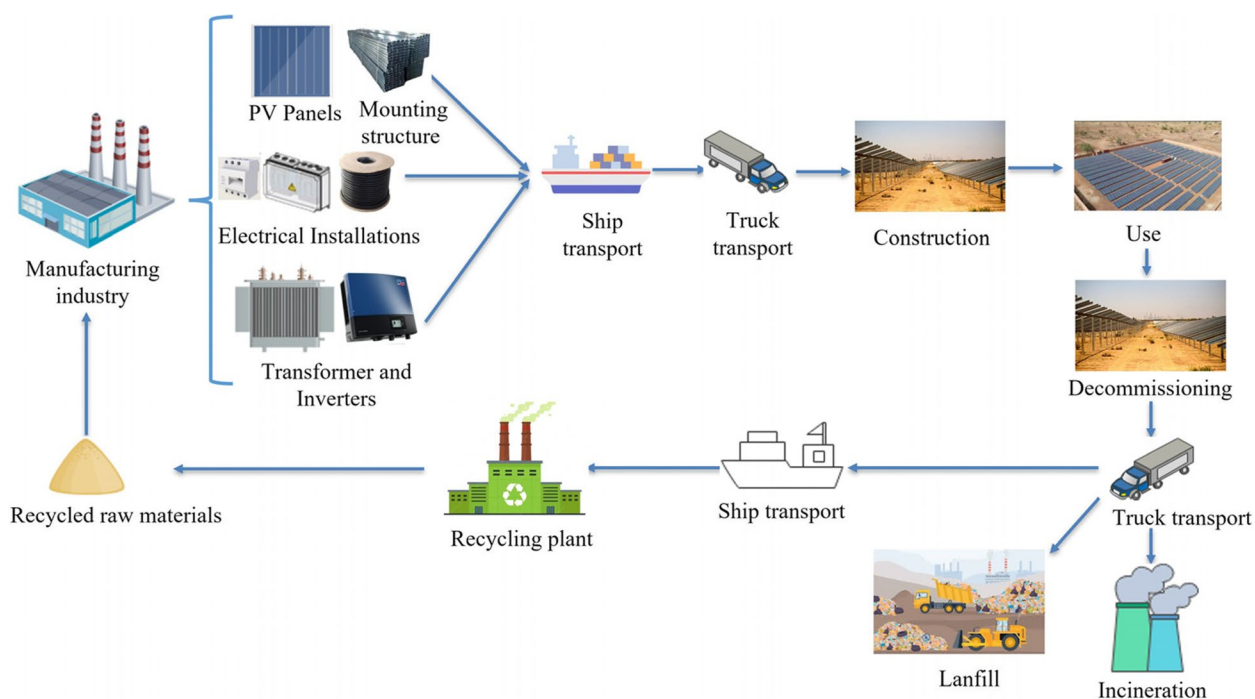 PV Panels
Mounting
structure
Manufacturing
industry
Electrical Installations
Transformer and
Inverters
Ship
transport
Truck
transport
Construction
Use
Decommissioning
Truck transport
Ship transport
Recycling plant
Recycled raw materials
Lanfill
Incineration